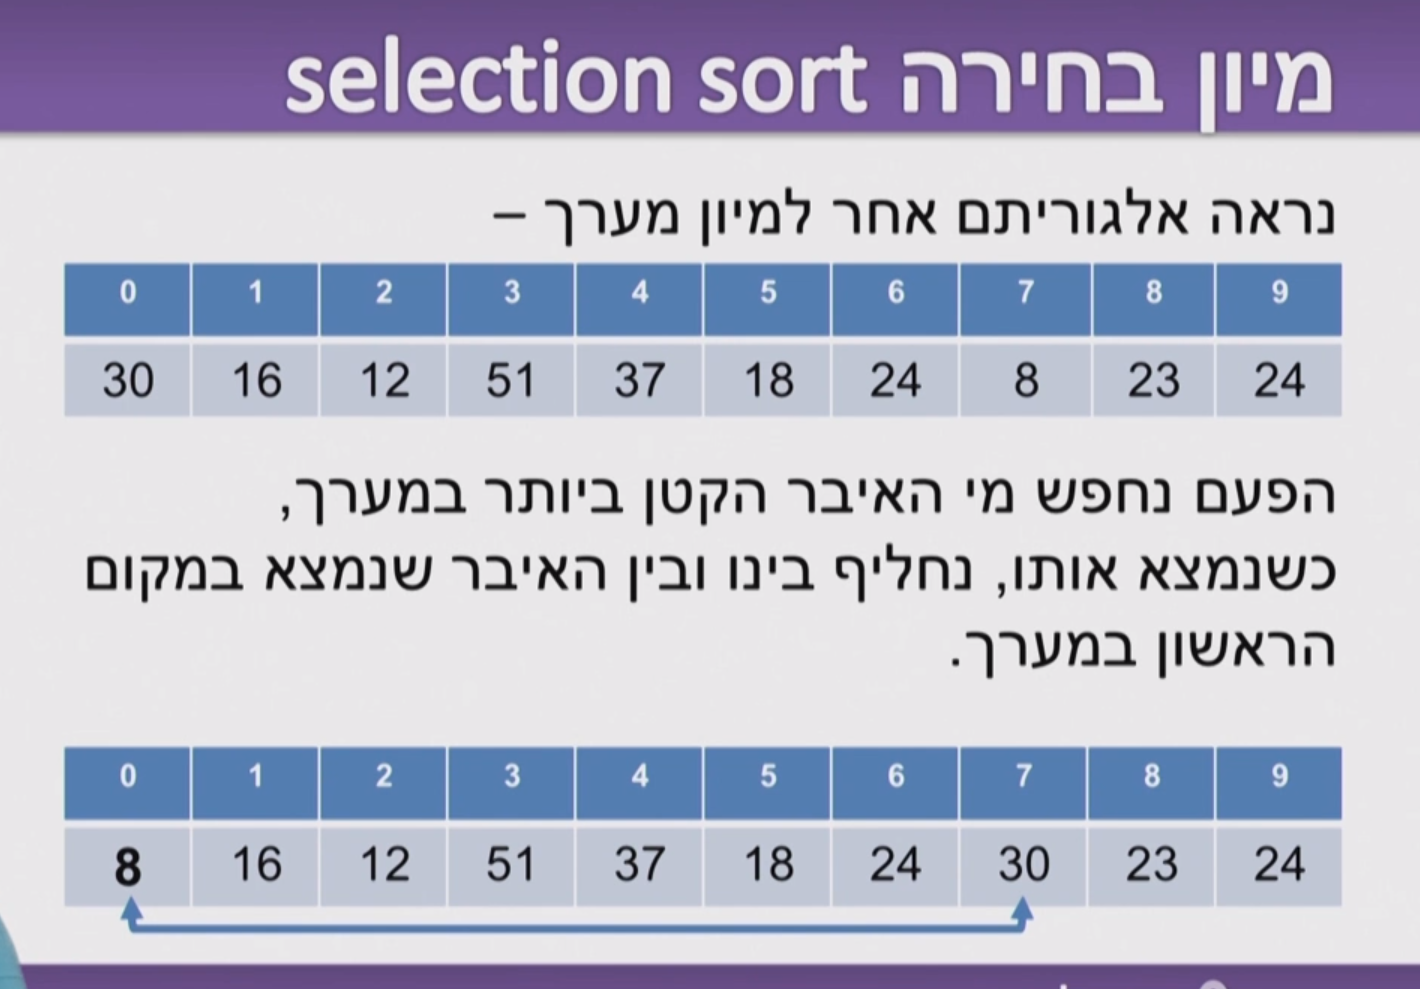 מיון בחירה selection sort
נראה אלגוריתם אחר למיון מערך –
0 1 2 3 4 5 6 7 8 9
30 16 12 51 37 18 24 8 23 24
הפעם נחפש מי האיבר הקטן ביותר במערך,
כשנמצא אותו, נחליף בינו ובין האיבר שנמצא במקום
הראשון במערך.
0 1 2 3 4 5 6 7 8 9
8 16 12 51 37 18 24 30 23 24